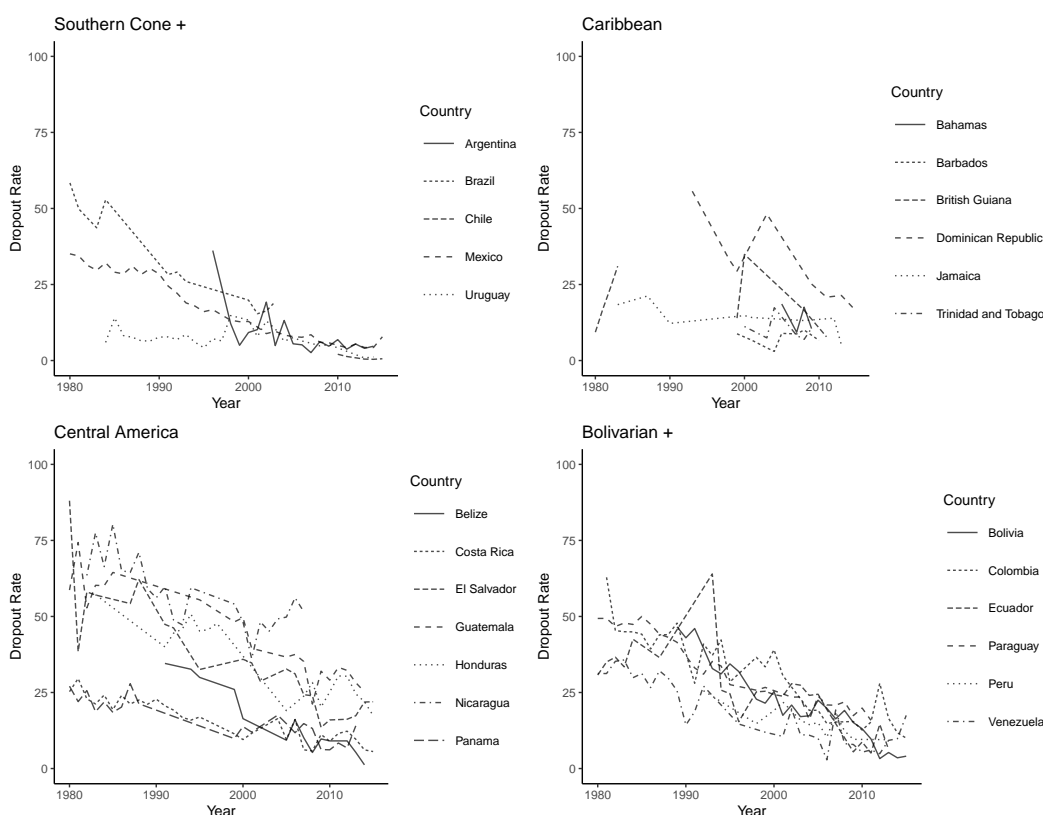 Southern Cone +
100
75
50
25
0
Dropout Rate
1980
1990
2000
2010
Year
Country
Argentina
Brazil
Chile
Mexico
Uruguay
Caribbean
100
75
50
25
0
Dropout Rate
1980
1990
2000
2010
Year
Country
Bahamas
Barbados
British Guiana
Dominican Republic
Jamaica
Trinidad and Tobago
Central America
100
75
50
25
0
Dropout Rate
1980
1990
2000
2010
Year
Country
Belize
Costa Rica
El Salvador
Guatemala
Honduras
Nicaragua
Panama
Bolivarian +
100
75
50
25
0
Dropout Rate
1980
1990
2000
2010
Year
Country
Bolivia
Colombia
Ecuador
Paraguay
Peru
Venezuela